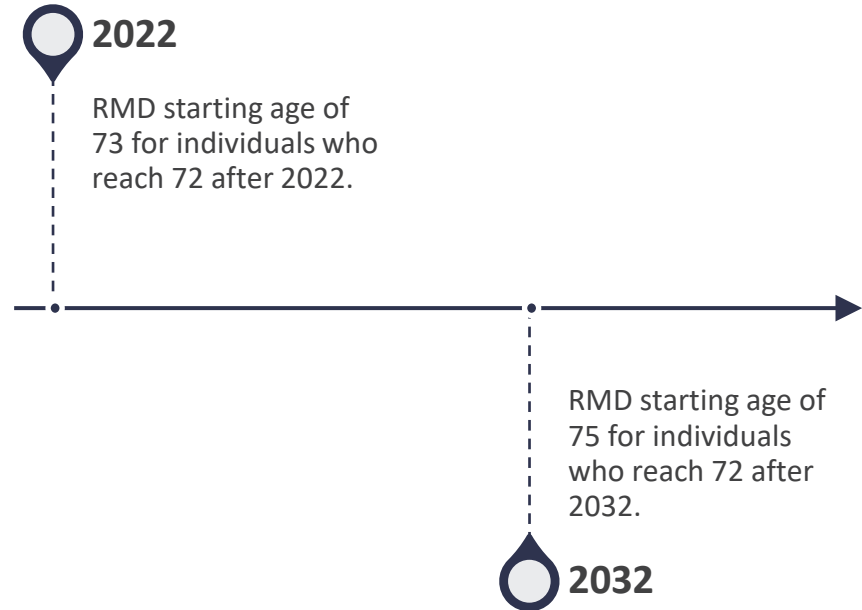 2022
RMD starting age of
73 for individuals who
reach 72 after 2022.
RMD starting age of
75 for individuals
who reach 72 after
2032.
2032